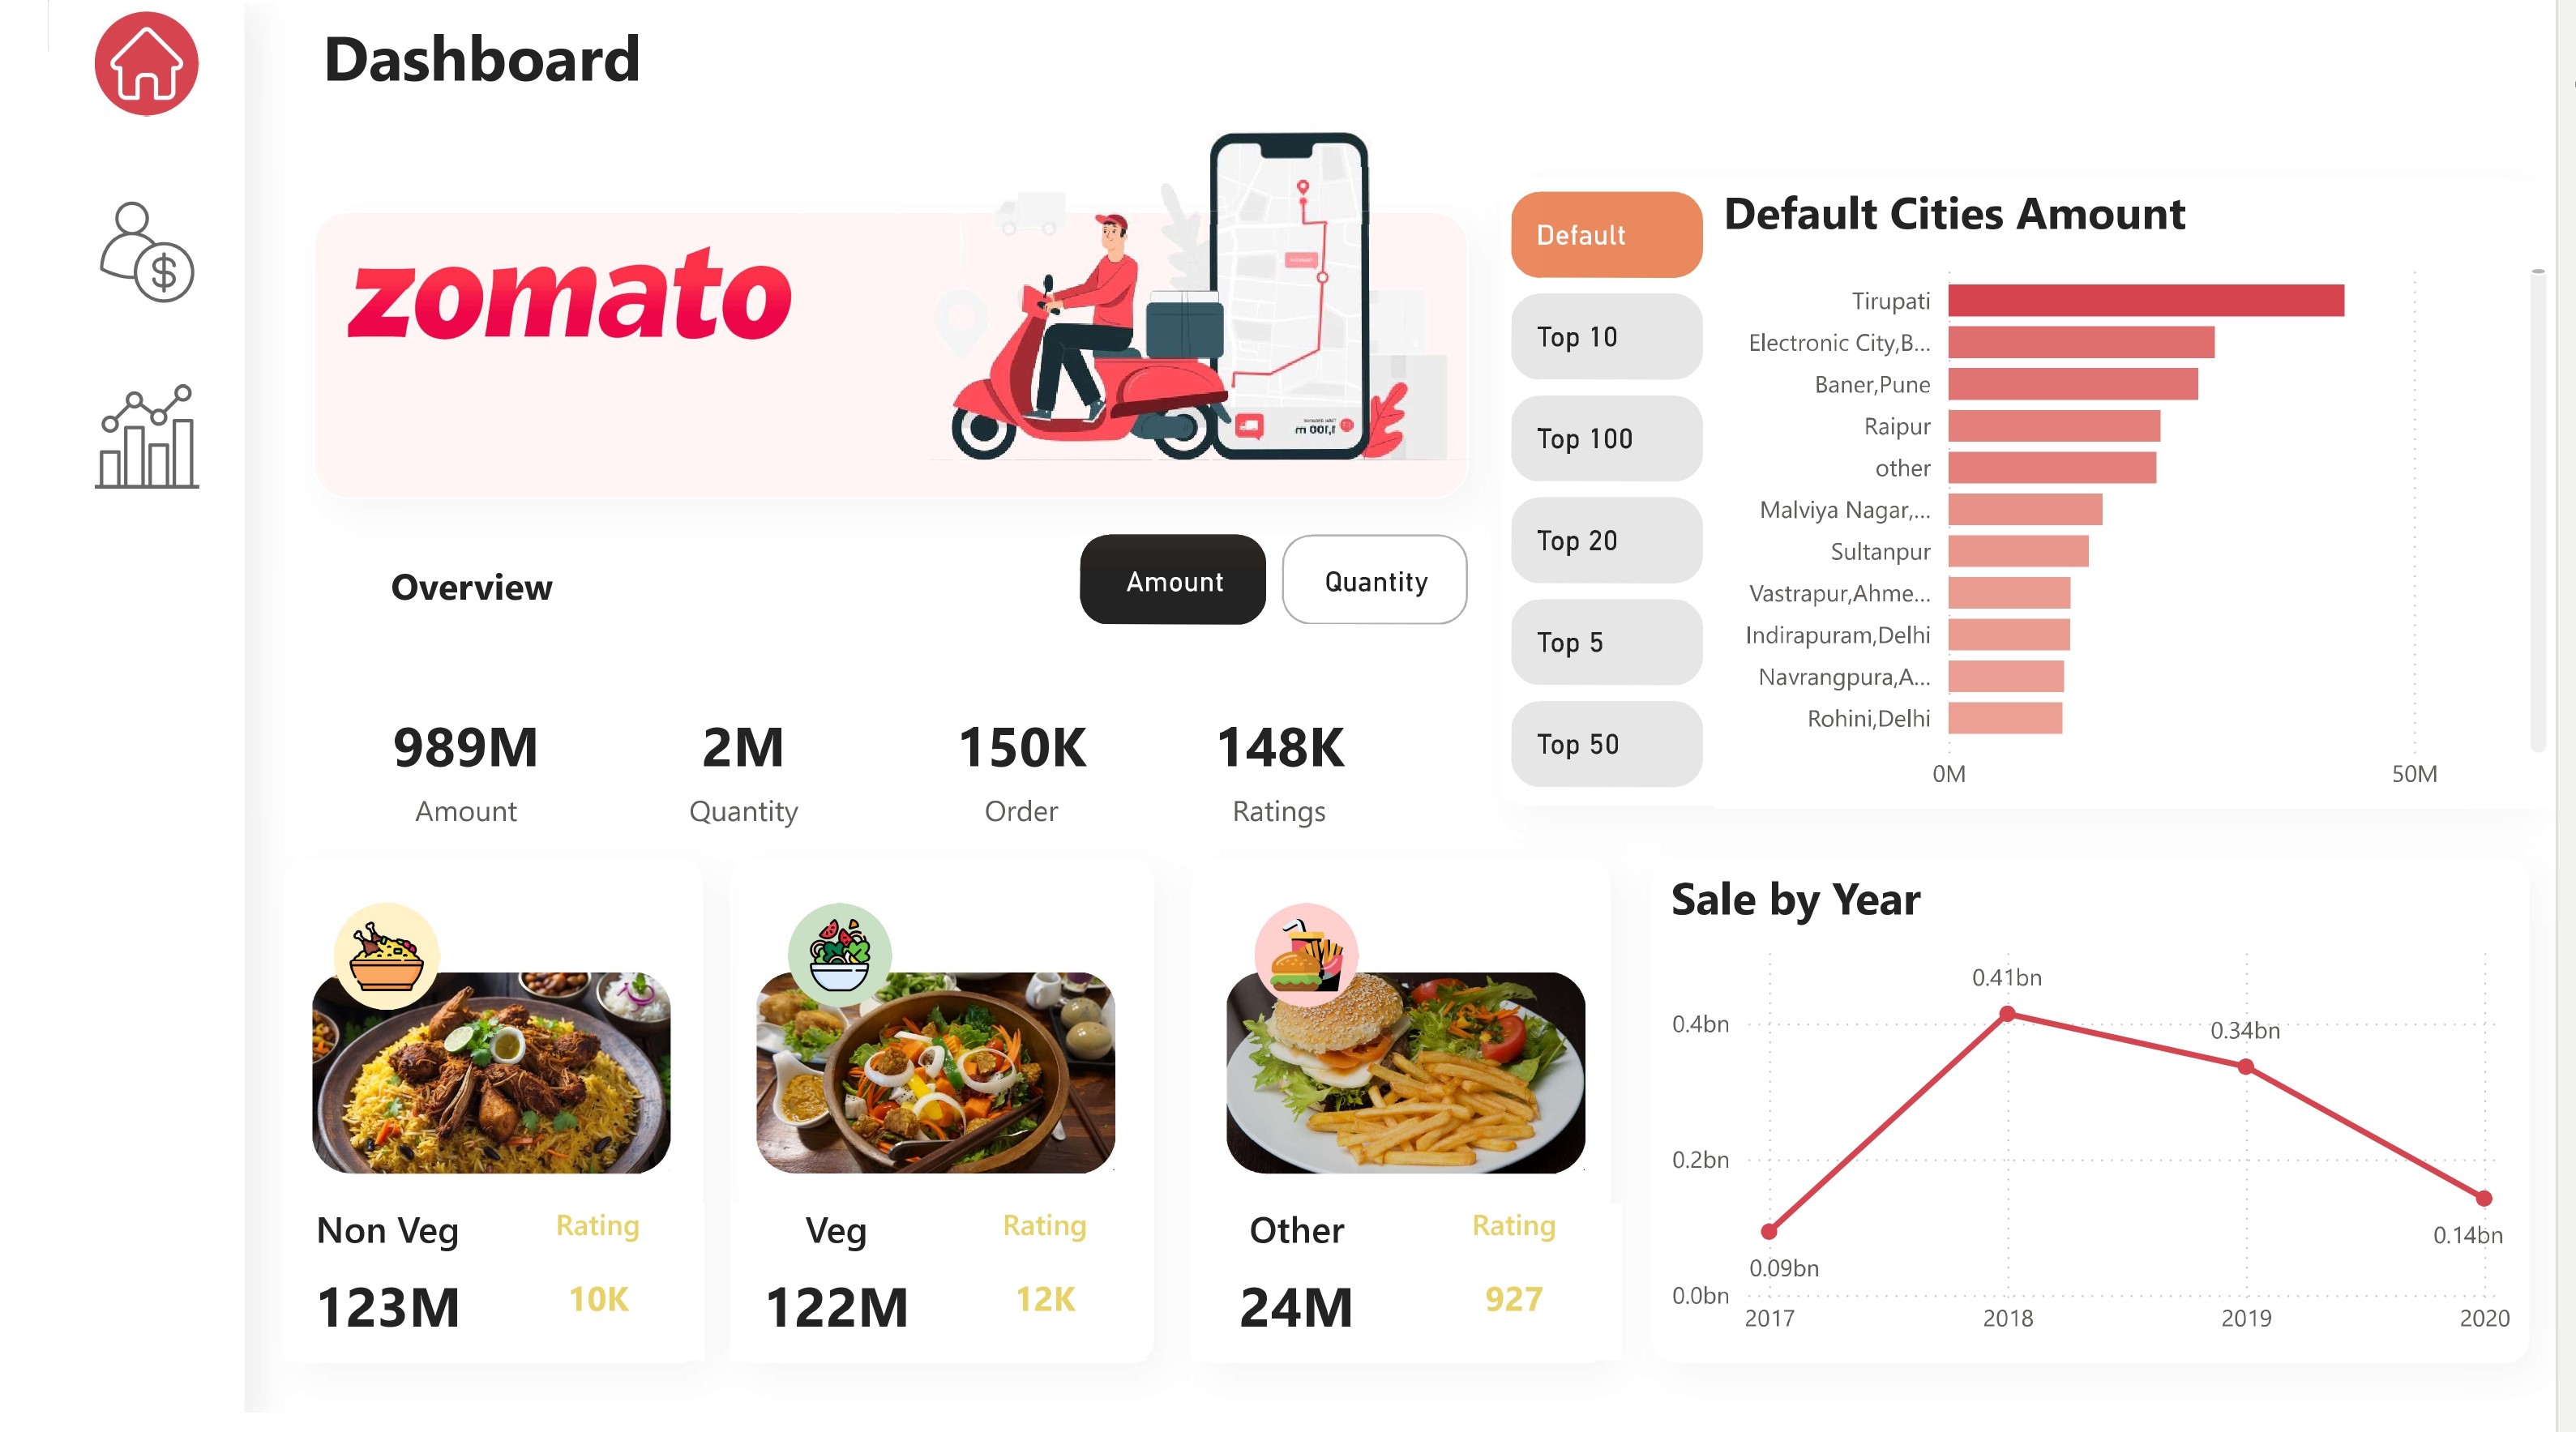 Dashboard
zomato
Overview
Amount
Quantity
989M
Amount
2M
Quantity
150K
Order
148K
Ratings
Default
Top 10
Top 100
Top 20
Top 5
Top 50
Default Cities Amount
Tirupati
Electronic City,B...
Baner,Pune
Raipur
other
Malviya Nagar,...
Sultanpur
Vastrapur,Ahme...
Indirapuram,Delhi
Navrangpura,A...
Rohini,Delhi
0M
50M
Non Veg
Rating
123M
10K
Veg
Rating
122M
12K
Other
Rating
24M
927
Sale by Year
0.41bn
0.4bn
0.34bn
0.2bn
0.14bn
0.09bn
0.0bn
2017
2018
2019
2020